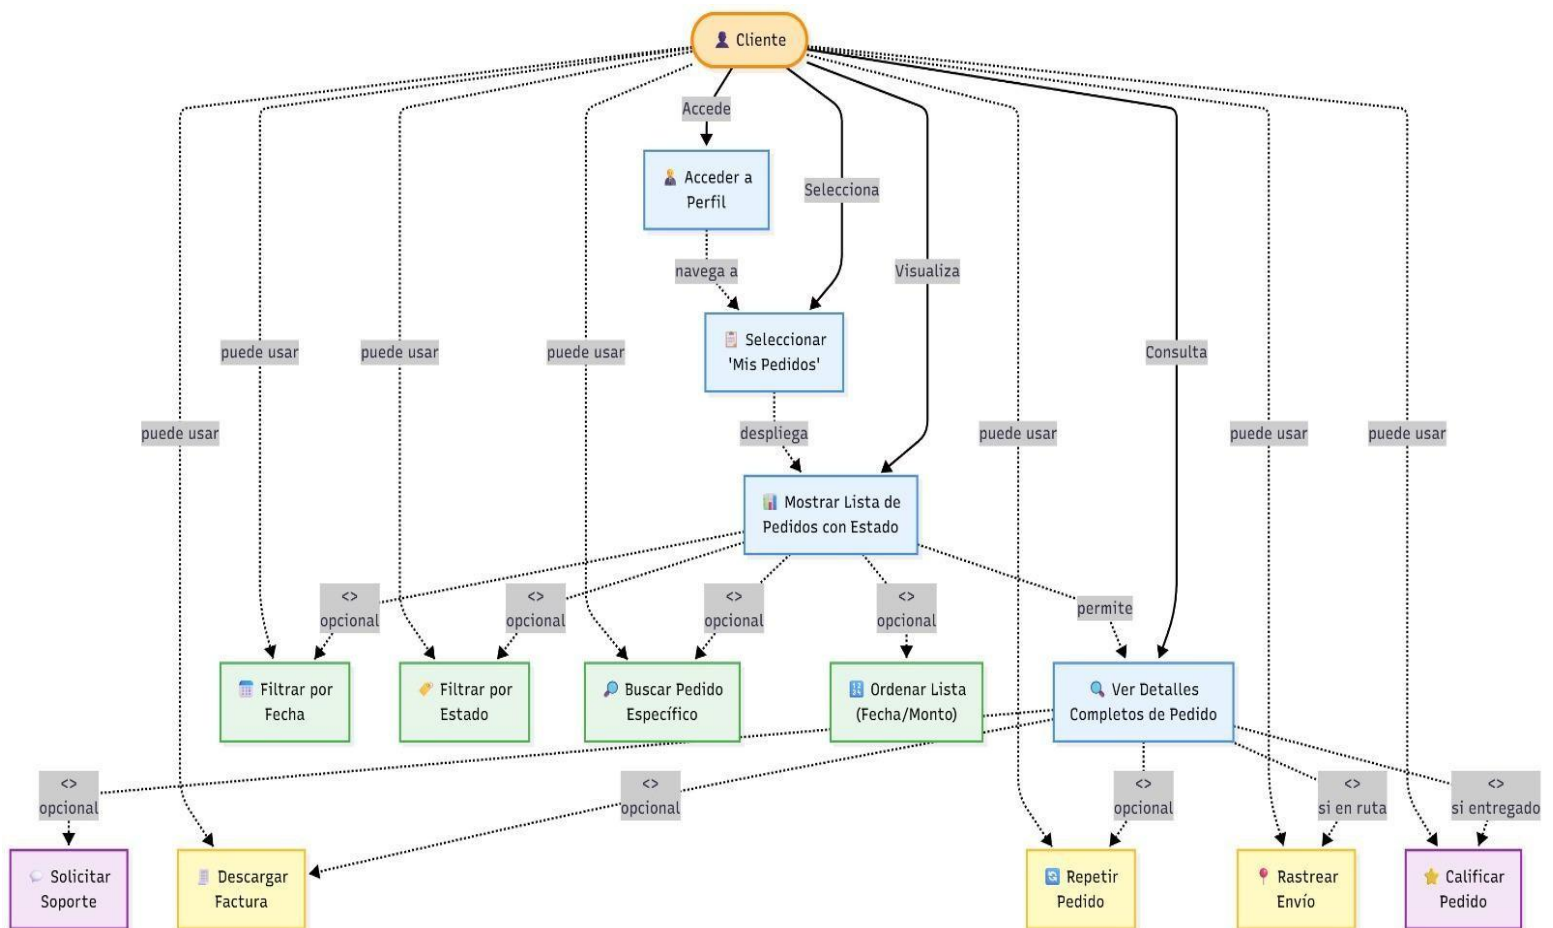 Cliente
Accede
Acceder a
Perfil
Selecciona
navega a
Visualiza
Seleccionar
'Mis Pedidos'
puede usar
puede usar
puede usar
Consulta
puede usar
despliega
puede usar
puede usar
puede usar
Mostrar Lista de
Pedidos con Estado
<>
opcional
<>
opcional
<>
opcional
<>
opcional
permite
Filtrar por
Fecha
Filtrar por
Estado
Buscar Pedido
Específico
Ordenar Lista
(Fecha/Monto)
Ver Detalles
Completos de Pedido
<>
opcional
<>
opcional
<>
opcional
<>
si en ruta
<>
si entregado
Solicitar
Soporte
Descargar
Factura
Repetir
Pedido
Rastrear
Envío
Calificar
Pedido